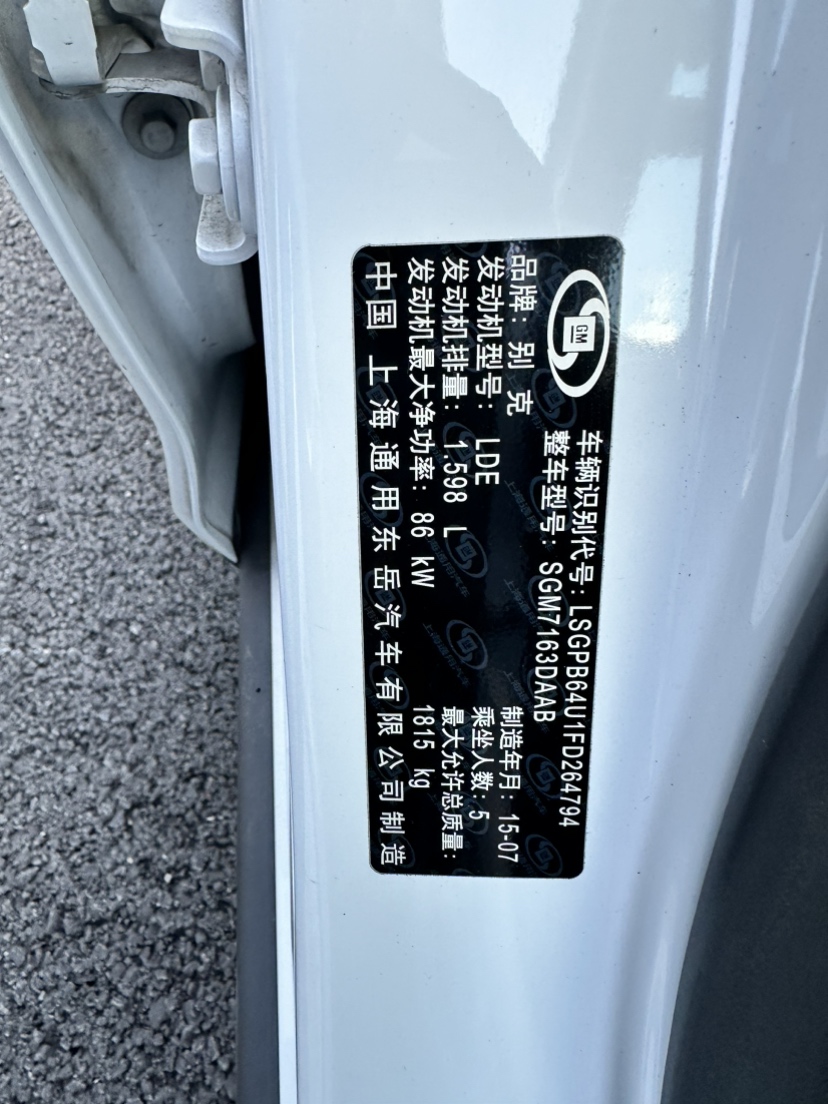 GM
车辆识别代号: LSGPB64U1FD264794
整车型号: SGM7163DAAB
品牌: 别克
制造年月: 15-07
发动机型号: LDE
乘坐人数: 5
发动机排量: 1.598 L
最大允许总质量:
发动机最大净功率: 86 kW
1815 kg
中国 上海通用东岳汽车有限公司制造